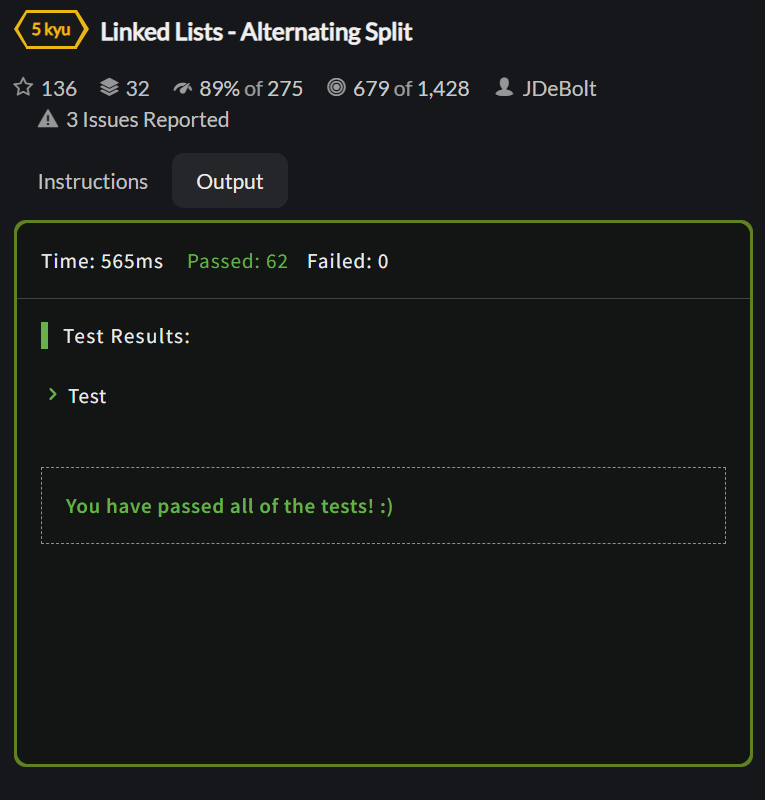 5 kyu Linked Lists - Alternating Split
136 32 89% of 275 679 of 1,428 JDeBolt
3 Issues Reported
Instructions Output
Time: 565ms Passed: 62 Failed: 0
Test Results:
Test
You have passed all of the tests! :)